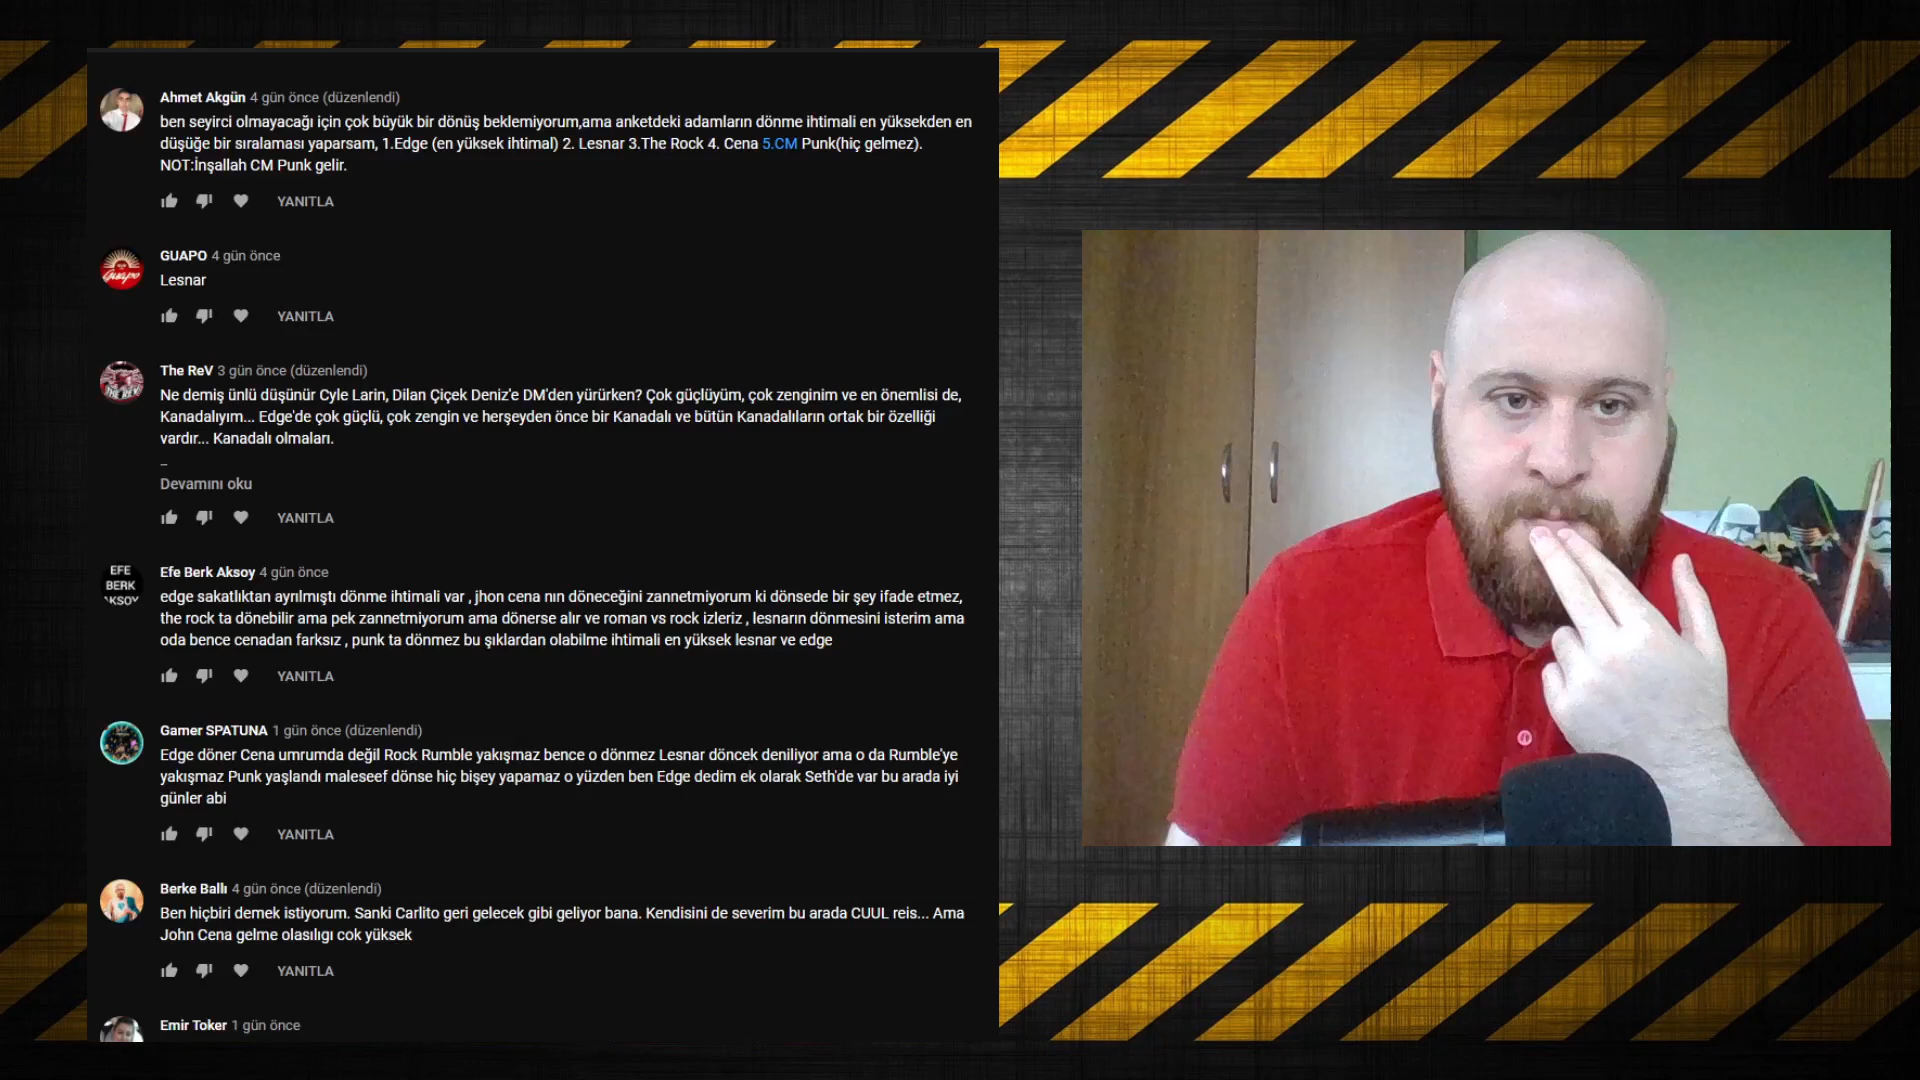 Ahmet Akgün 4 gün önce (düzenlendi)
ben seyirci olmayacağı için çok büyük bir dönüş beklemiyorum,ama anketdeki adamların dönme ihtimali en yüksekden en
düşüğe bir sıralaması yaparsam, 1.Edge (en yüksek ihtimal) 2. Lesnar 3.The Rock 4. Cena 5.CM Punk(hiç gelmez).
NOT:İnşallah CM Punk gelir.
YANITLA
GUAPO 4 gün önce
Guapo
Lesnar
YANITLA
The ReV 3 gün önce (düzenlendi)
THE REV
Ne demiş ünlü düşünür Cyle Larin, Dilan Çiçek Deniz'e DM'den yürürken? Çok güçlüyüm, çok zenginim ve en önemlisi de,
Kanadalıyım... Edge'de çok güçlü, çok zengin ve herşeyden önce bir Kanadalı ve bütün Kanadalıların ortak bir özelliği
vardır... Kanadalı olmaları.
_
Devamını oku
YANITLA
EFE
BERK
AKSOY
Efe Berk Aksoy 4 gün önce
edge sakatlıktan ayrılmıştı dönme ihtimali var , jhon cena nın döneceğini zannetmiyorum ki dönsede bir şey ifade etmez,
the rock ta dönebilir ama pek zannetmiyorum ama dönerse alır ve roman vs rock izleriz , lesnarın dönmesini isterim ama
oda bence cenadan farksız , punk ta dönmez bu şıklardan olabilme ihtimali en yüksek lesnar ve edge
YANITLA
Gamer SPATUNA 1 gün önce (düzenlendi)
Edge döner Cena umrumda değil Rock Rumble yakışmaz bence o dönmez Lesnar döncek deniliyor ama o da Rumble'ye
yakışmaz Punk yaşlandı maleseef dönse hiç bişey yapamaz o yüzden ben Edge dedim ek olarak Seth'de var bu arada iyi
günler abi
YANITLA
Berke Ballı 4 gün önce (düzenlendi)
Ben hiçbiri demek istiyorum. Sanki Carlito geri gelecek gibi geliyor bana. Kendisini de severim bu arada CUUL reis... Ama
John Cena gelme olasılıgı cok yüksek
YANITLA
Emir Toker 1 gün önce